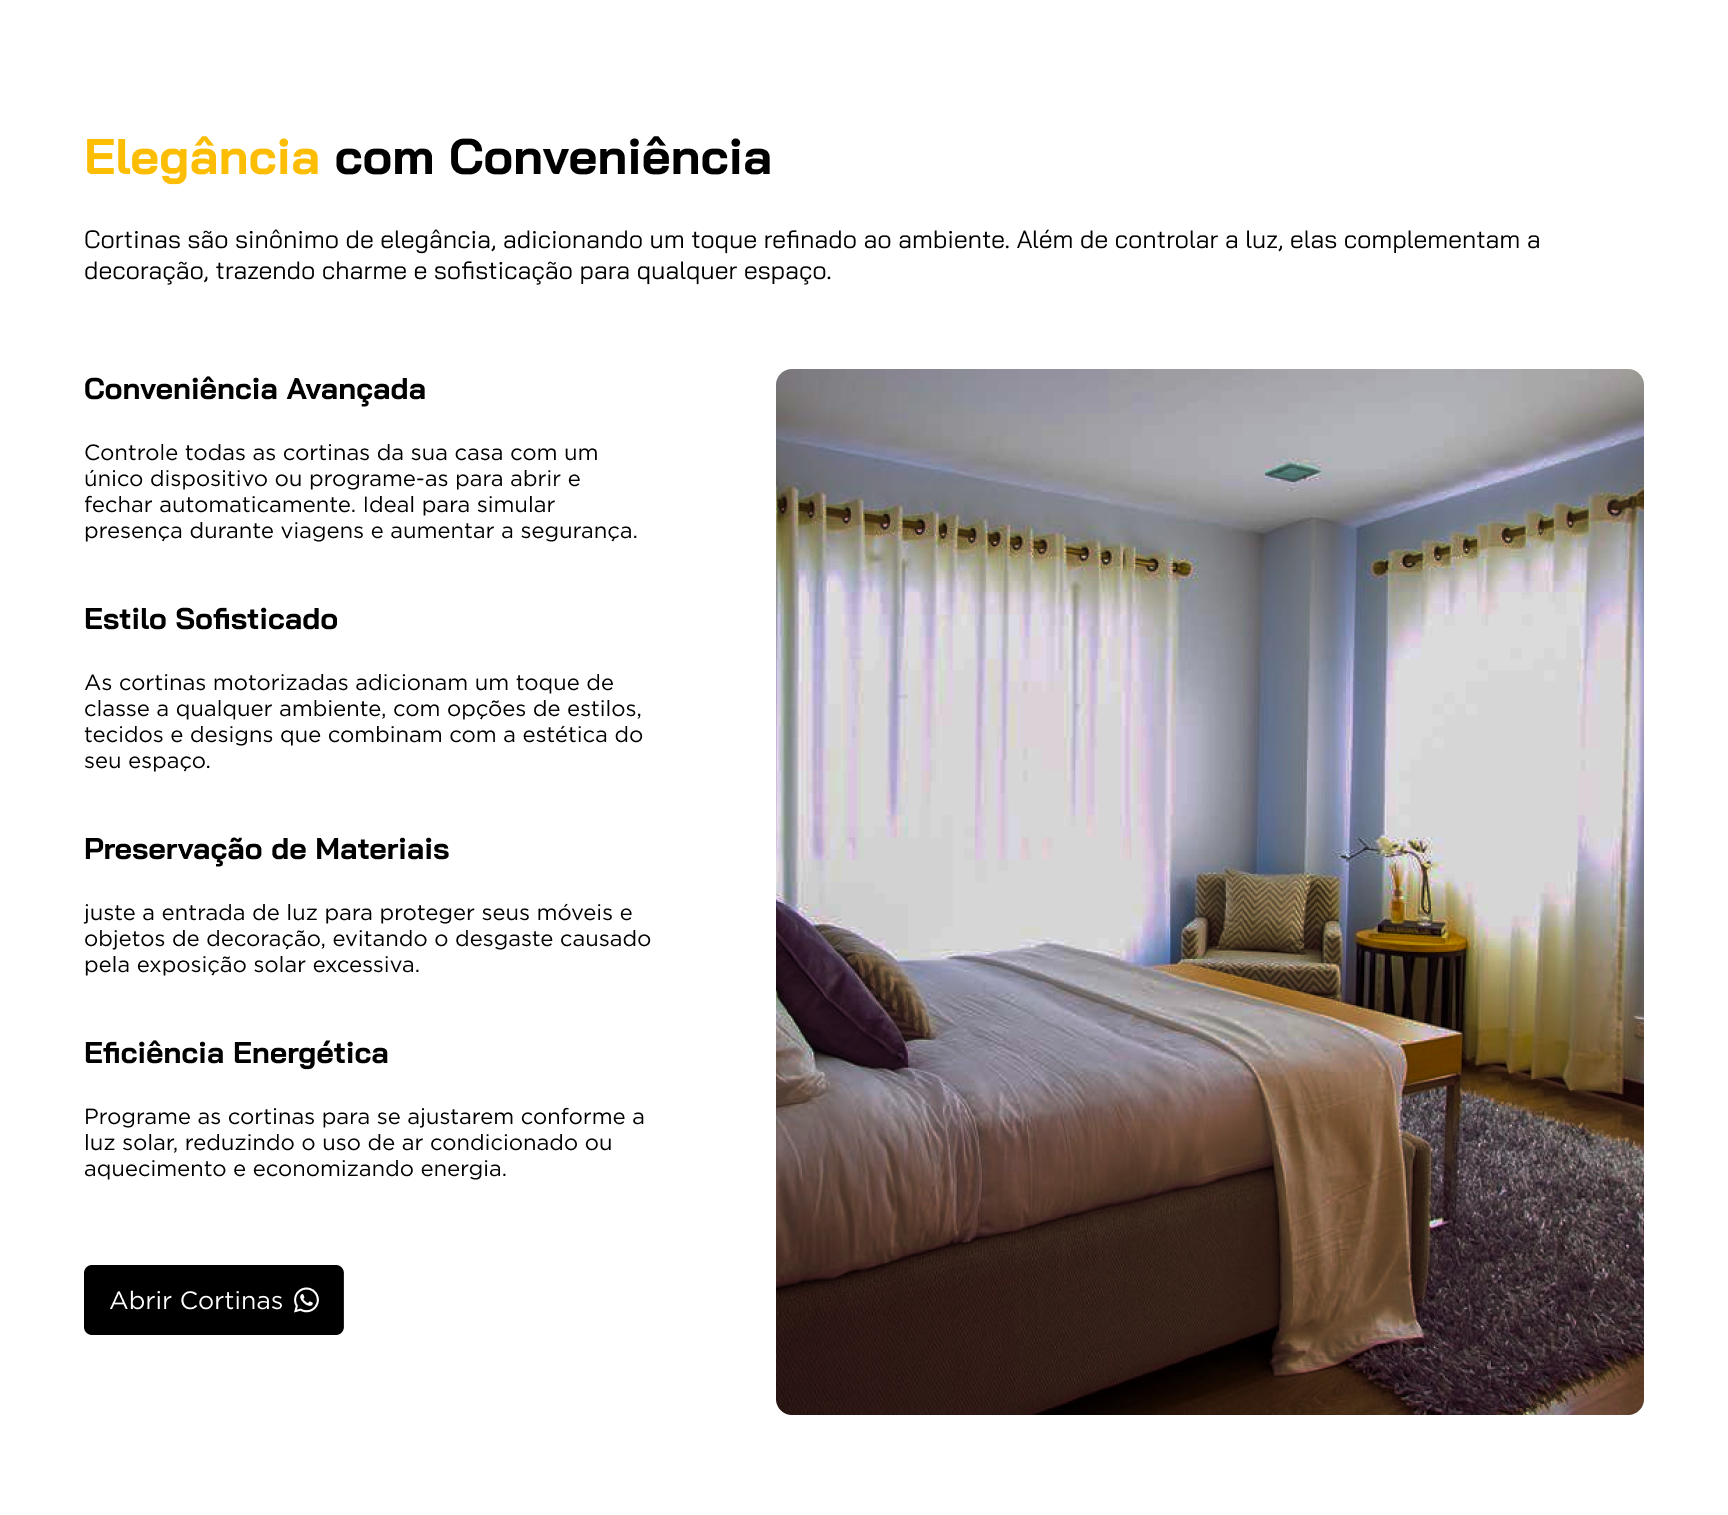 Elegância com Conveniência
Cortinas são sinônimo de elegância, adicionando um toque refinado ao ambiente. Além de controlar a luz, elas complementam a
decoração, trazendo charme e sofisticação para qualquer espaço.
Conveniência Avançada
Controle todas as cortinas da sua casa com um
único dispositivo ou programe-as para abrir e
fechar automaticamente. Ideal para simular
presença durante viagens e aumentar a segurança.
Estilo Sofisticado
As cortinas motorizadas adicionam um toque de
classe a qualquer ambiente, com opções de estilos,
tecidos e designs que combinam com a estética do
seu espaço.
Preservação de Materiais
juste a entrada de luz para proteger seus móveis e
objetos de decoração, evitando o desgaste causado
pela exposição solar excessiva.
Eficiência Energética
Programe as cortinas para se ajustarem conforme a
luz solar, reduzindo o uso de ar condicionado ou
aquecimento e economizando energia.
Abrir Cortinas